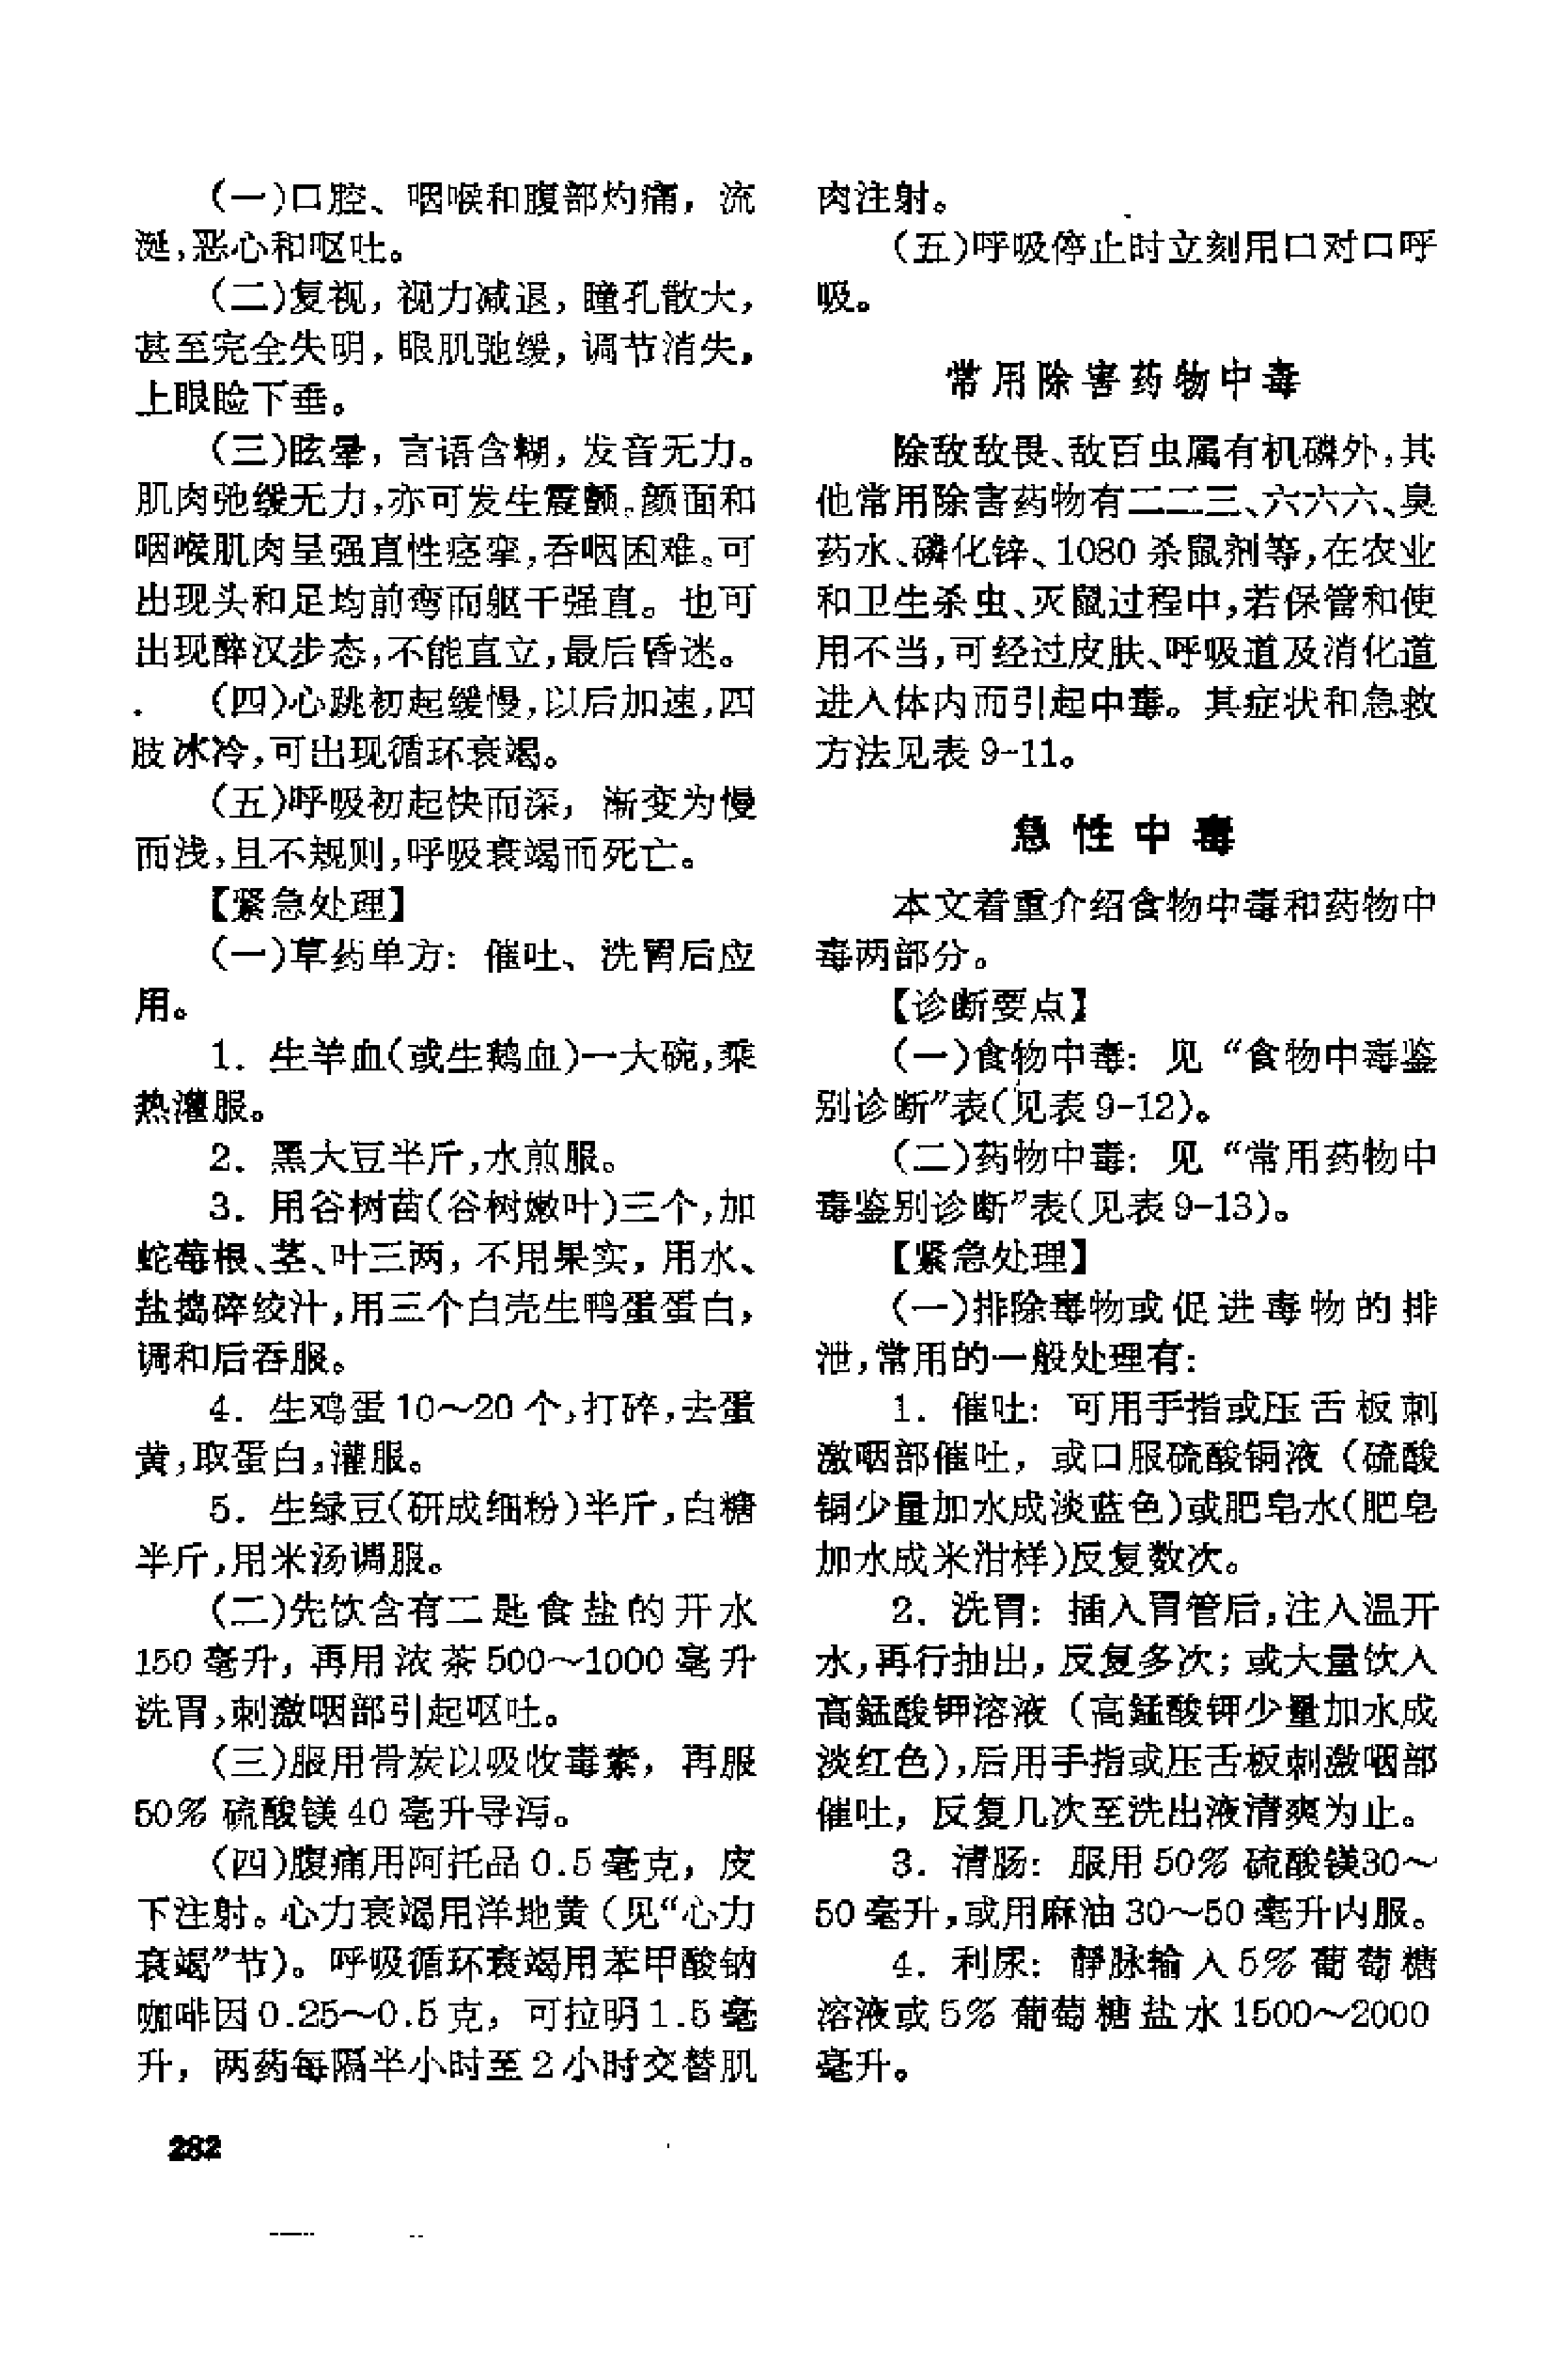 (一)口腔、咽喉和腹部灼痛，流
涎，恶心和呕吐。
(二)复视，视力减退，瞳孔散大，
甚至完全失明，眼肌弛缓，调节消失，
上眼睑下垂。
(三)眩晕，言语含糊，发音无力。
肌肉弛缓无力，亦可发生震颤。颜面和
咽喉肌肉呈强直性痉挛，吞咽困难。可
出现头和足均前弯而躯干强直。也可
出现醉汉步态，不能直立，最后昏迷。
(四)心跳初起缓慢，以后加速，四
肢冰冷，可出现循环衰竭。
(五)呼吸初起快而深，渐变为慢
而浅，且不规则，呼吸衰竭而死亡。
【紧急处理】
(一)草药单方：催吐、洗胃后应
用。
1. 生羊血(或生鹅血)一大碗，乘
热灌服。
2. 黑大豆半斤，水煎服。
3. 用谷树苗(谷树嫩叶)三个，加
蛇莓根、茎、叶三两，不用果实，用水、
盐捣碎绞汁，用三个白壳生鸭蛋蛋白，
调和后吞服。
4. 生鸡蛋10～20个，打碎，去蛋
黄，取蛋白，灌服。
5. 生绿豆(研成细粉)半斤，白糖
半斤，用米汤调服。
(二)先饮含有二匙食盐的开水
150毫升，再用浓茶500～1000毫升
洗胃，刺激咽部引起呕吐。
(三)服用骨炭以吸收毒素，再服
50%硫酸镁40毫升导泻。
(四)腹痛用阿托品0.5毫克，皮
下注射。心力衰竭用洋地黄(见“心力
衰竭”节)。呼吸循环衰竭用苯甲酸钠
咖啡因0.25～0.5克，可拉明1.5毫
升，两药每隔半小时至2小时交替肌
282
肉注射。
(五)呼吸停止时立刻用口对口呼
吸。
常用除害药物中毒
除敌敌畏、敌百虫属有机磷外，其
他常用除害药物有二二三、六六六、臭
药水、磷化锌、1080杀鼠剂等，在农业
和卫生杀虫、灭鼠过程中，若保管和使
用不当，可经过皮肤、呼吸道及消化道
进入体内而引起中毒。其症状和急救
方法见表9-11。
急性中毒
本文着重介绍食物中毒和药物中
毒两部分。
【诊断要点】
(一)食物中毒：见“食物中毒鉴
别诊断”表(见表9-12)。
(二)药物中毒：见“常用药物中
毒鉴别诊断”表(见表9-13)。
【紧急处理】
(一)排除毒物或促进毒物的排
泄，常用的一般处理有：
1. 催吐：可用手指或压舌板刺
激咽部催吐，或口服硫酸铜液（硫酸
铜少量加水成淡蓝色)或肥皂水(肥皂
加水成米泔样)反复数次。
2. 洗胃：插入胃管后，注入温开
水，再行抽出，反复多次；或大量饮入
高锰酸钾溶液（高锰酸钾少量加水成
淡红色)，后用手指或压舌板刺激咽部
催吐，反复几次至洗出液清爽为止。
3. 清肠：服用50%硫酸镁30～
50毫升，或用麻油30～50毫升内服。
4. 利尿：静脉输入5%葡萄糖
溶液或5%葡萄糖盐水1500～2000
毫升。